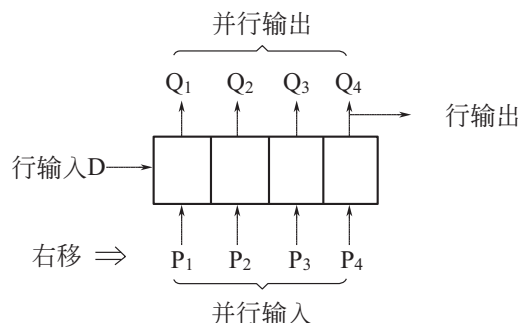 并行输出
Q1 Q2 Q3 Q4
行输出
行输入D
右移 ⇒ P1 P2 P3 P4
并行输入